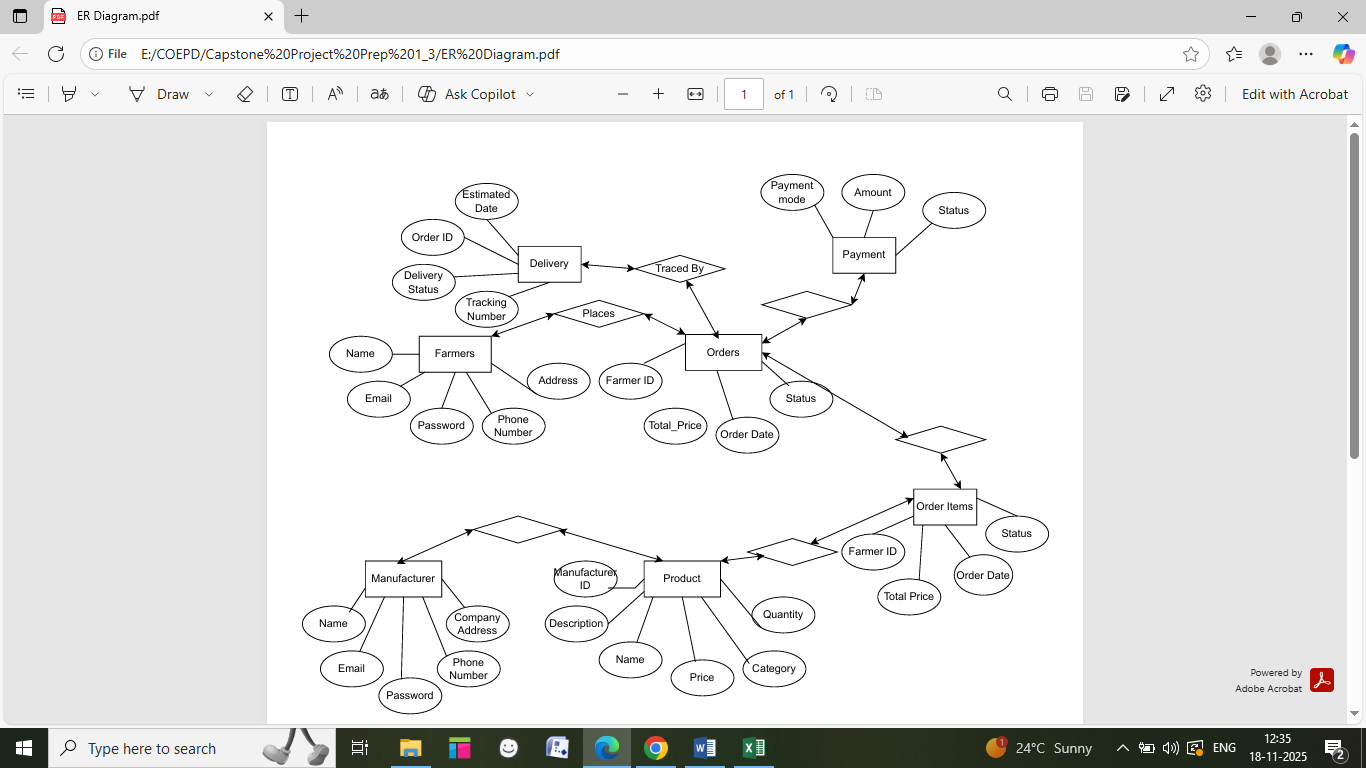 ER Diagram.pdf
File
E:/COEPD/Capstone%20Project%20Prep%201_3/ER%20Diagram.pdf
Draw
T
A
aあ
Ask Copilot
1
of 1
Edit with Acrobat
Estimated
Date
Order ID
Delivery
Status
Tracking
Number
Delivery
Traced By
Payment
mode
Amount
Status
Payment
Places
Name
Farmers
Email
Password
Phone
Number
Address
Orders
Farmer ID
Total_Price
Order Date
Status
Order Items
Farmer ID
Total Price
Order Date
Status
Manufacturer
Name
Email
Password
Phone
Number
Company
Address
Manufacturer
ID
Product
Description
Name
Price
Category
Quantity
Powered by
Adobe Acrobat
Type here to search
1
24°C Sunny
ENG
12:35
18-11-2025
2